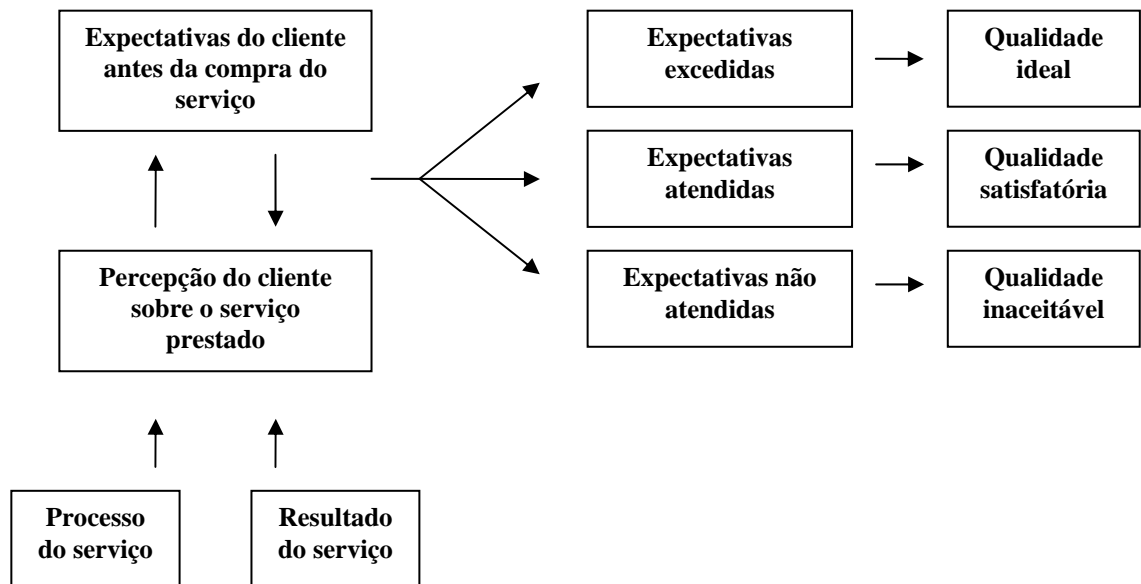 Expectativas do cliente
antes da compra do
serviço
Expectativas
excedidas
Qualidade
ideal
Expectativas
atendidas
Qualidade
satisfatória
Percepção do cliente
sobre o serviço
prestado
Expectativas não
atendidas
Qualidade
inaceitável
Processo
do serviço
Resultado
do serviço